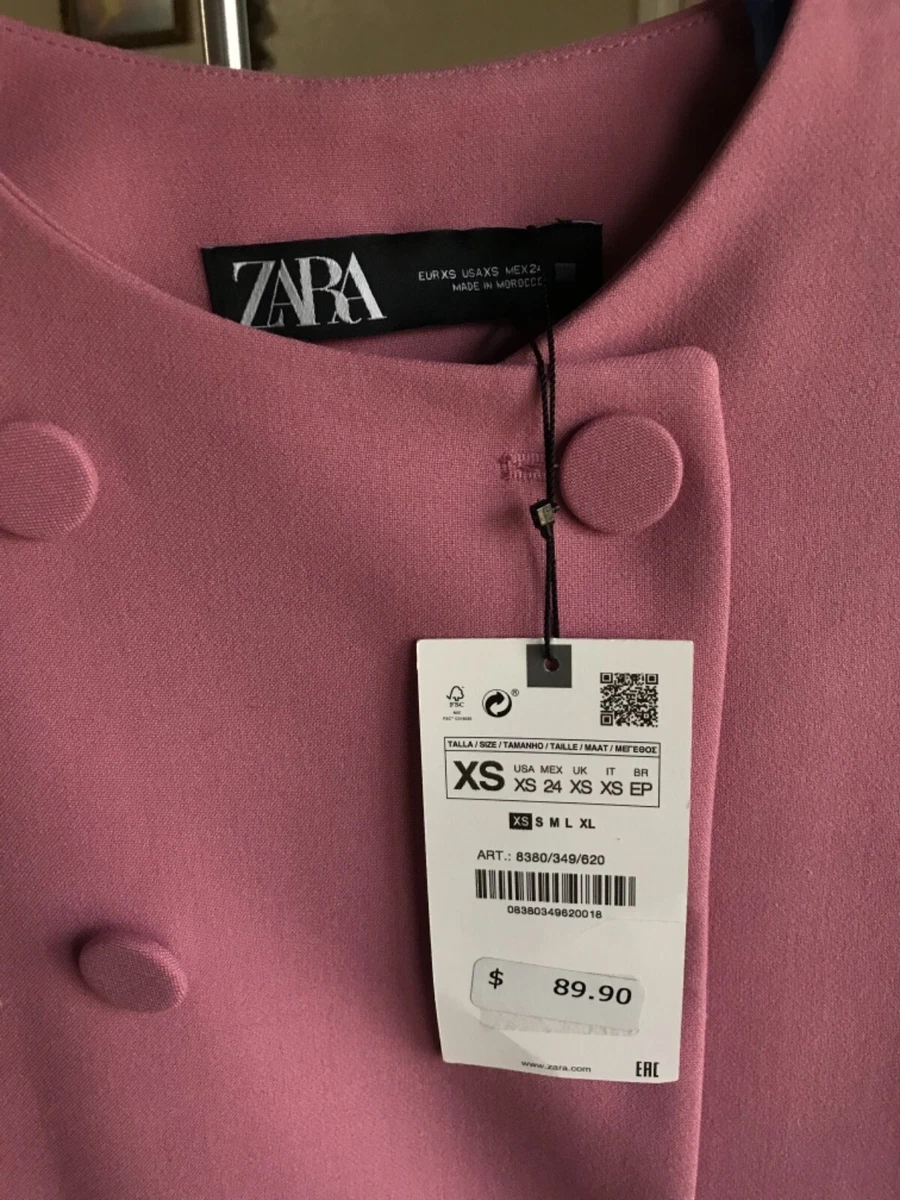 ZARA
EUR XS USA XS MEX 24
MADE IN MOROCCO
FSC
®
TALLA / SIZE / TAMANHO / TAILLE / MAAT / ΜΕΓΕΘΟΣ
XS
USA MEX UK IT BR
XS 24 XS XS EP
XS S M L XL
ART.: 8380/349/620
08380349620018
$ 89.90
www.zara.com
EAC